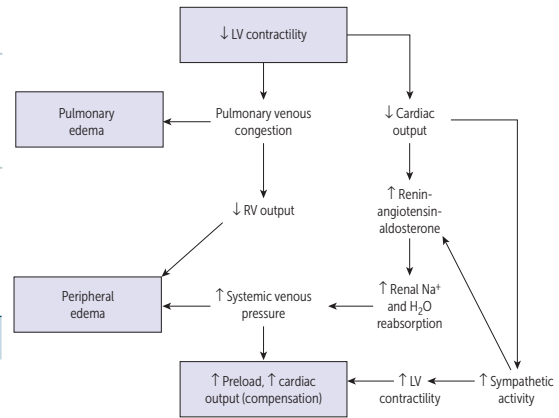 ↓ LV contractility
Pulmonary
edema
Pulmonary venous
congestion
↓ Cardiac
output
↓ RV output
↑ Renin-
angiotensin-
aldosterone
Peripheral
edema
↑ Systemic venous
pressure
↑ Renal Na⁺
and H₂O
reabsorption
↑ Preload, ↑ cardiac
output (compensation)
↑ LV
contractility
↑ Sympathetic
activity